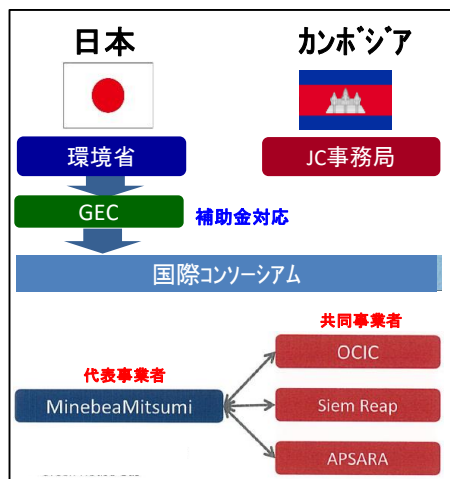 日本
カンボジア
環境省
JC事務局
GEC
補助金対応
国際コンソーシアム
共同事業者
OCIC
代表事業者
MinebeaMitsumi
Siem Reap
APSARA